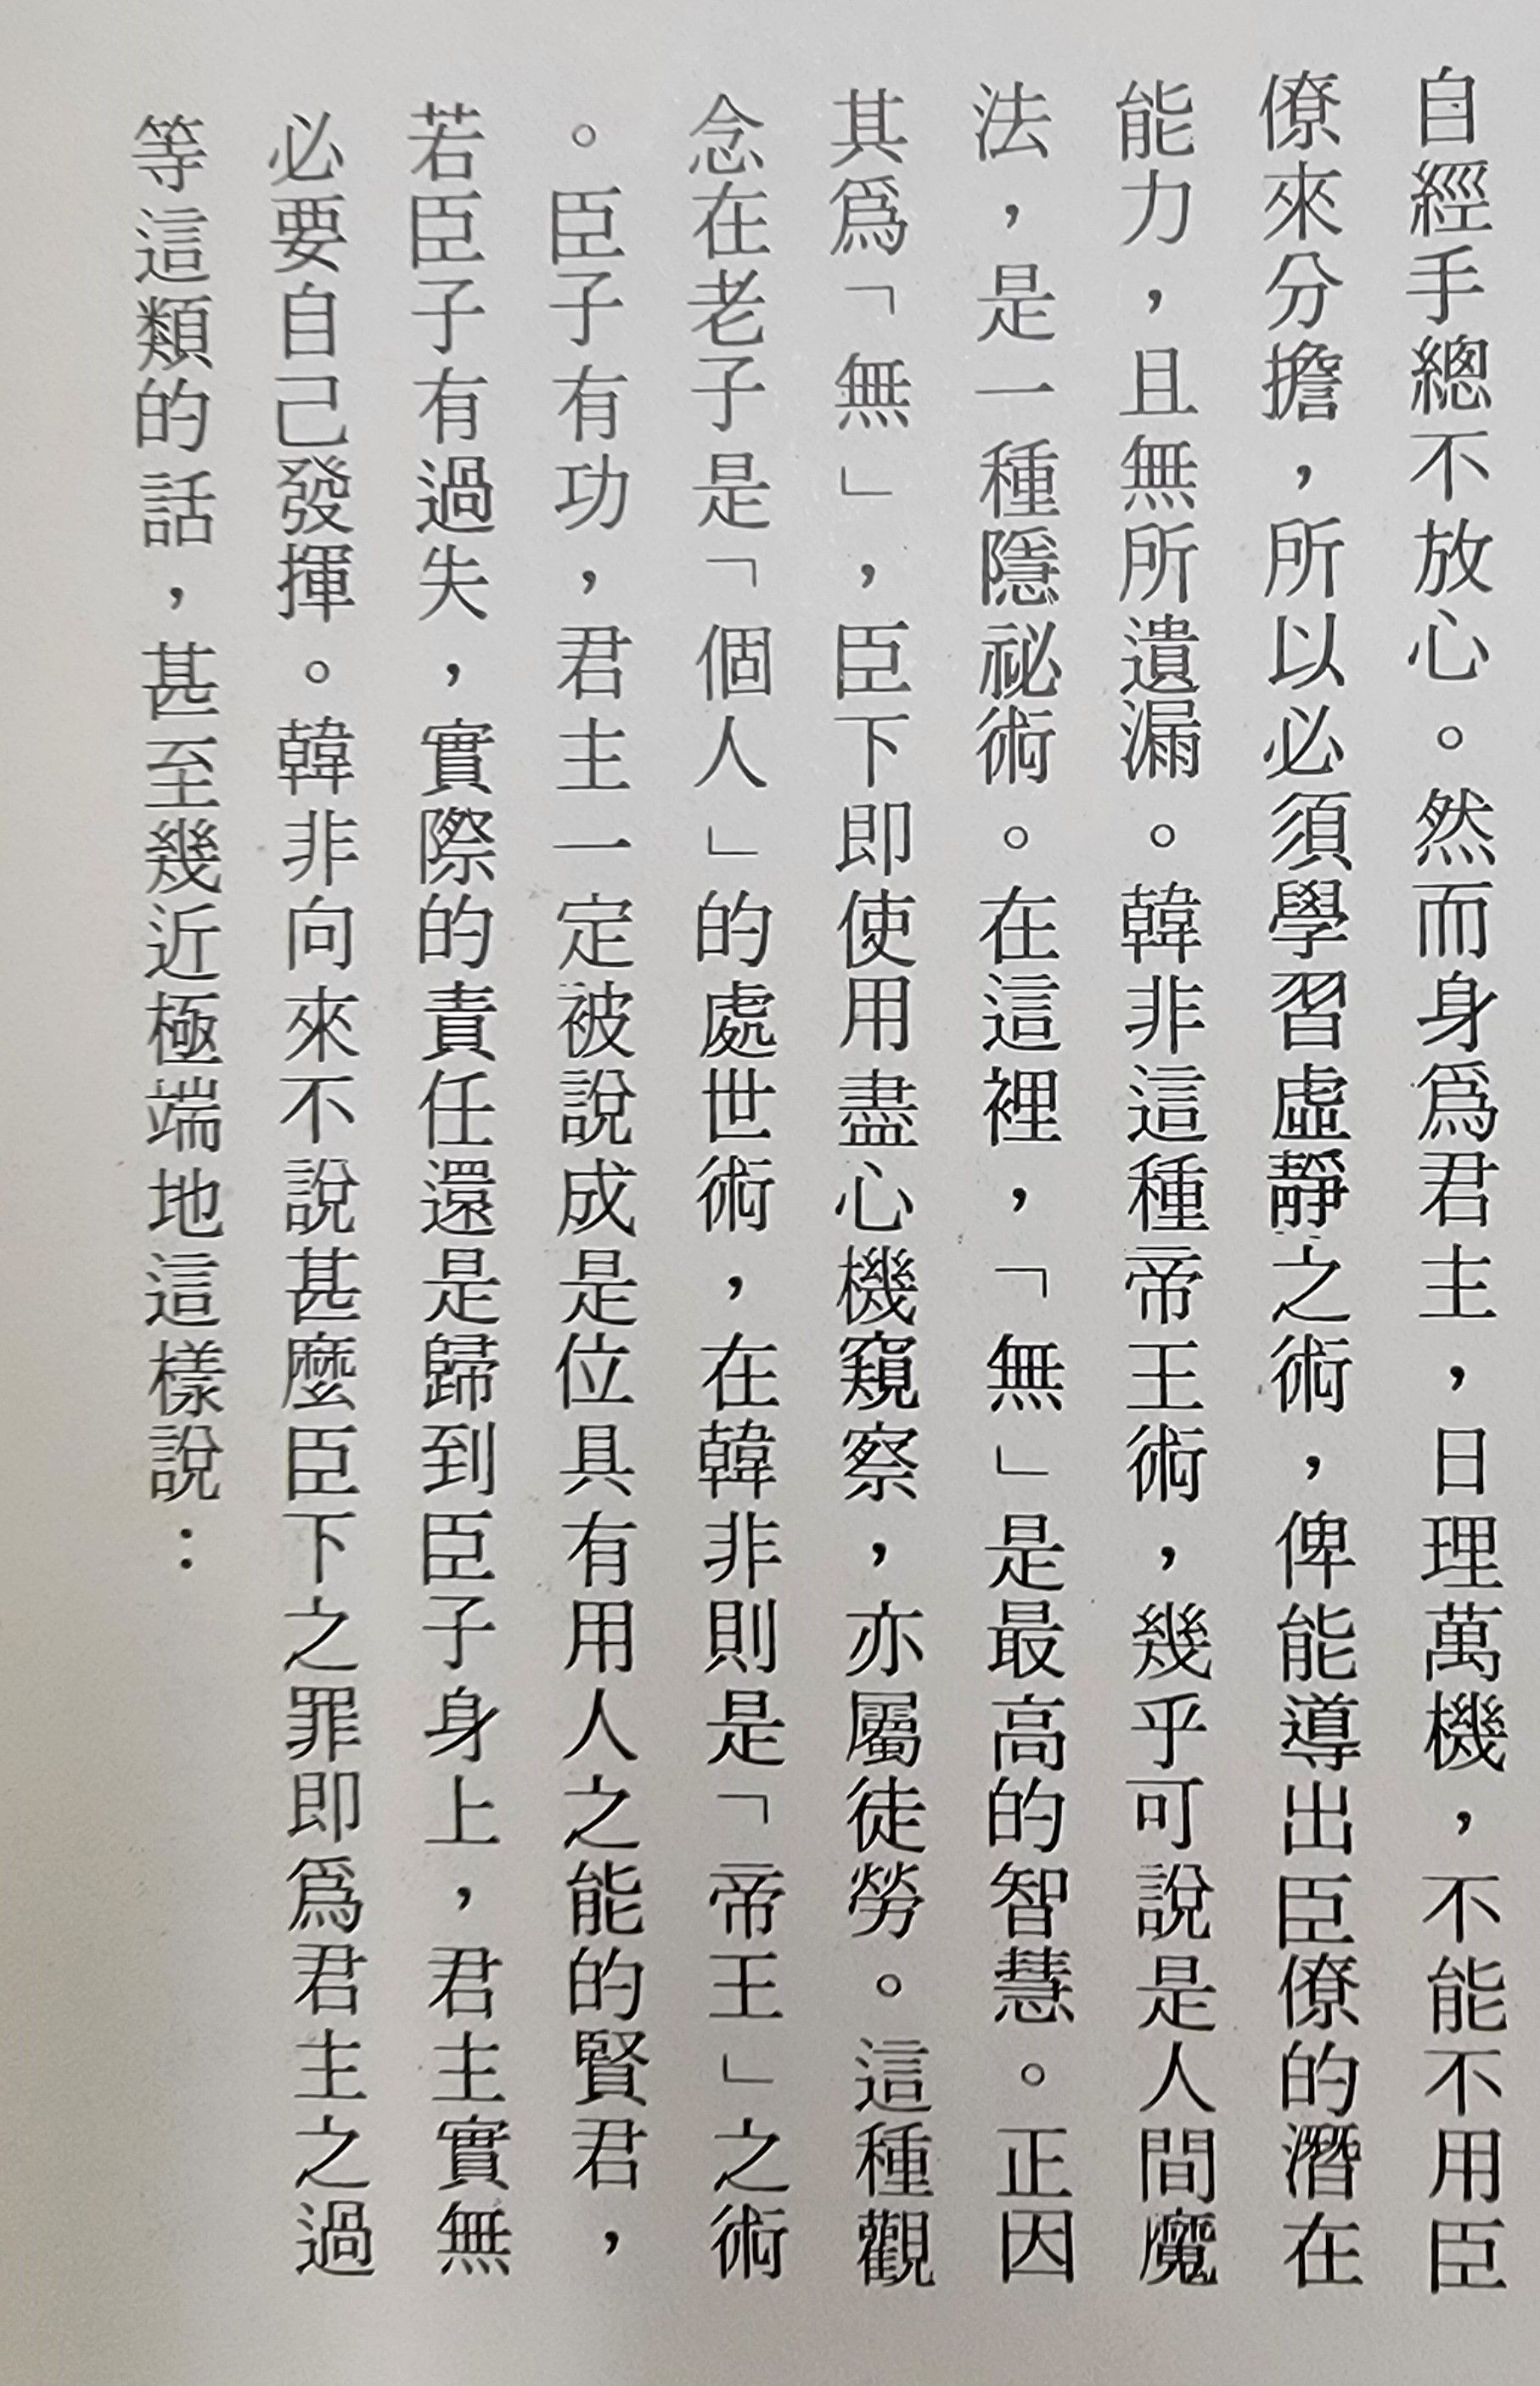 自經手總不放心。然而身爲君主，日理萬機，不能不用臣
僚來分擔，所以必須學習虛靜之術，俾能導出臣僚的潛在
能力，且無所遺漏。韓非這種帝王術，幾乎可說是人間魔
法，是一種隱祕術。在這裡，「無」是最高的智慧。正因
其爲「無」，臣下即使用盡心機窺察，亦屬徒勞。這種觀
念在老子是「個人」的處世術，在韓非則是「帝王」之術
。臣子有功，君主一定被說成是位具有用人之能的賢君，
若臣子有過失，實際的責任還是歸到臣子身上，君主實無
必要自己發揮。韓非向來不說甚麼臣下之罪即爲君主之過
等這類的話，甚至幾近極端地這樣說：